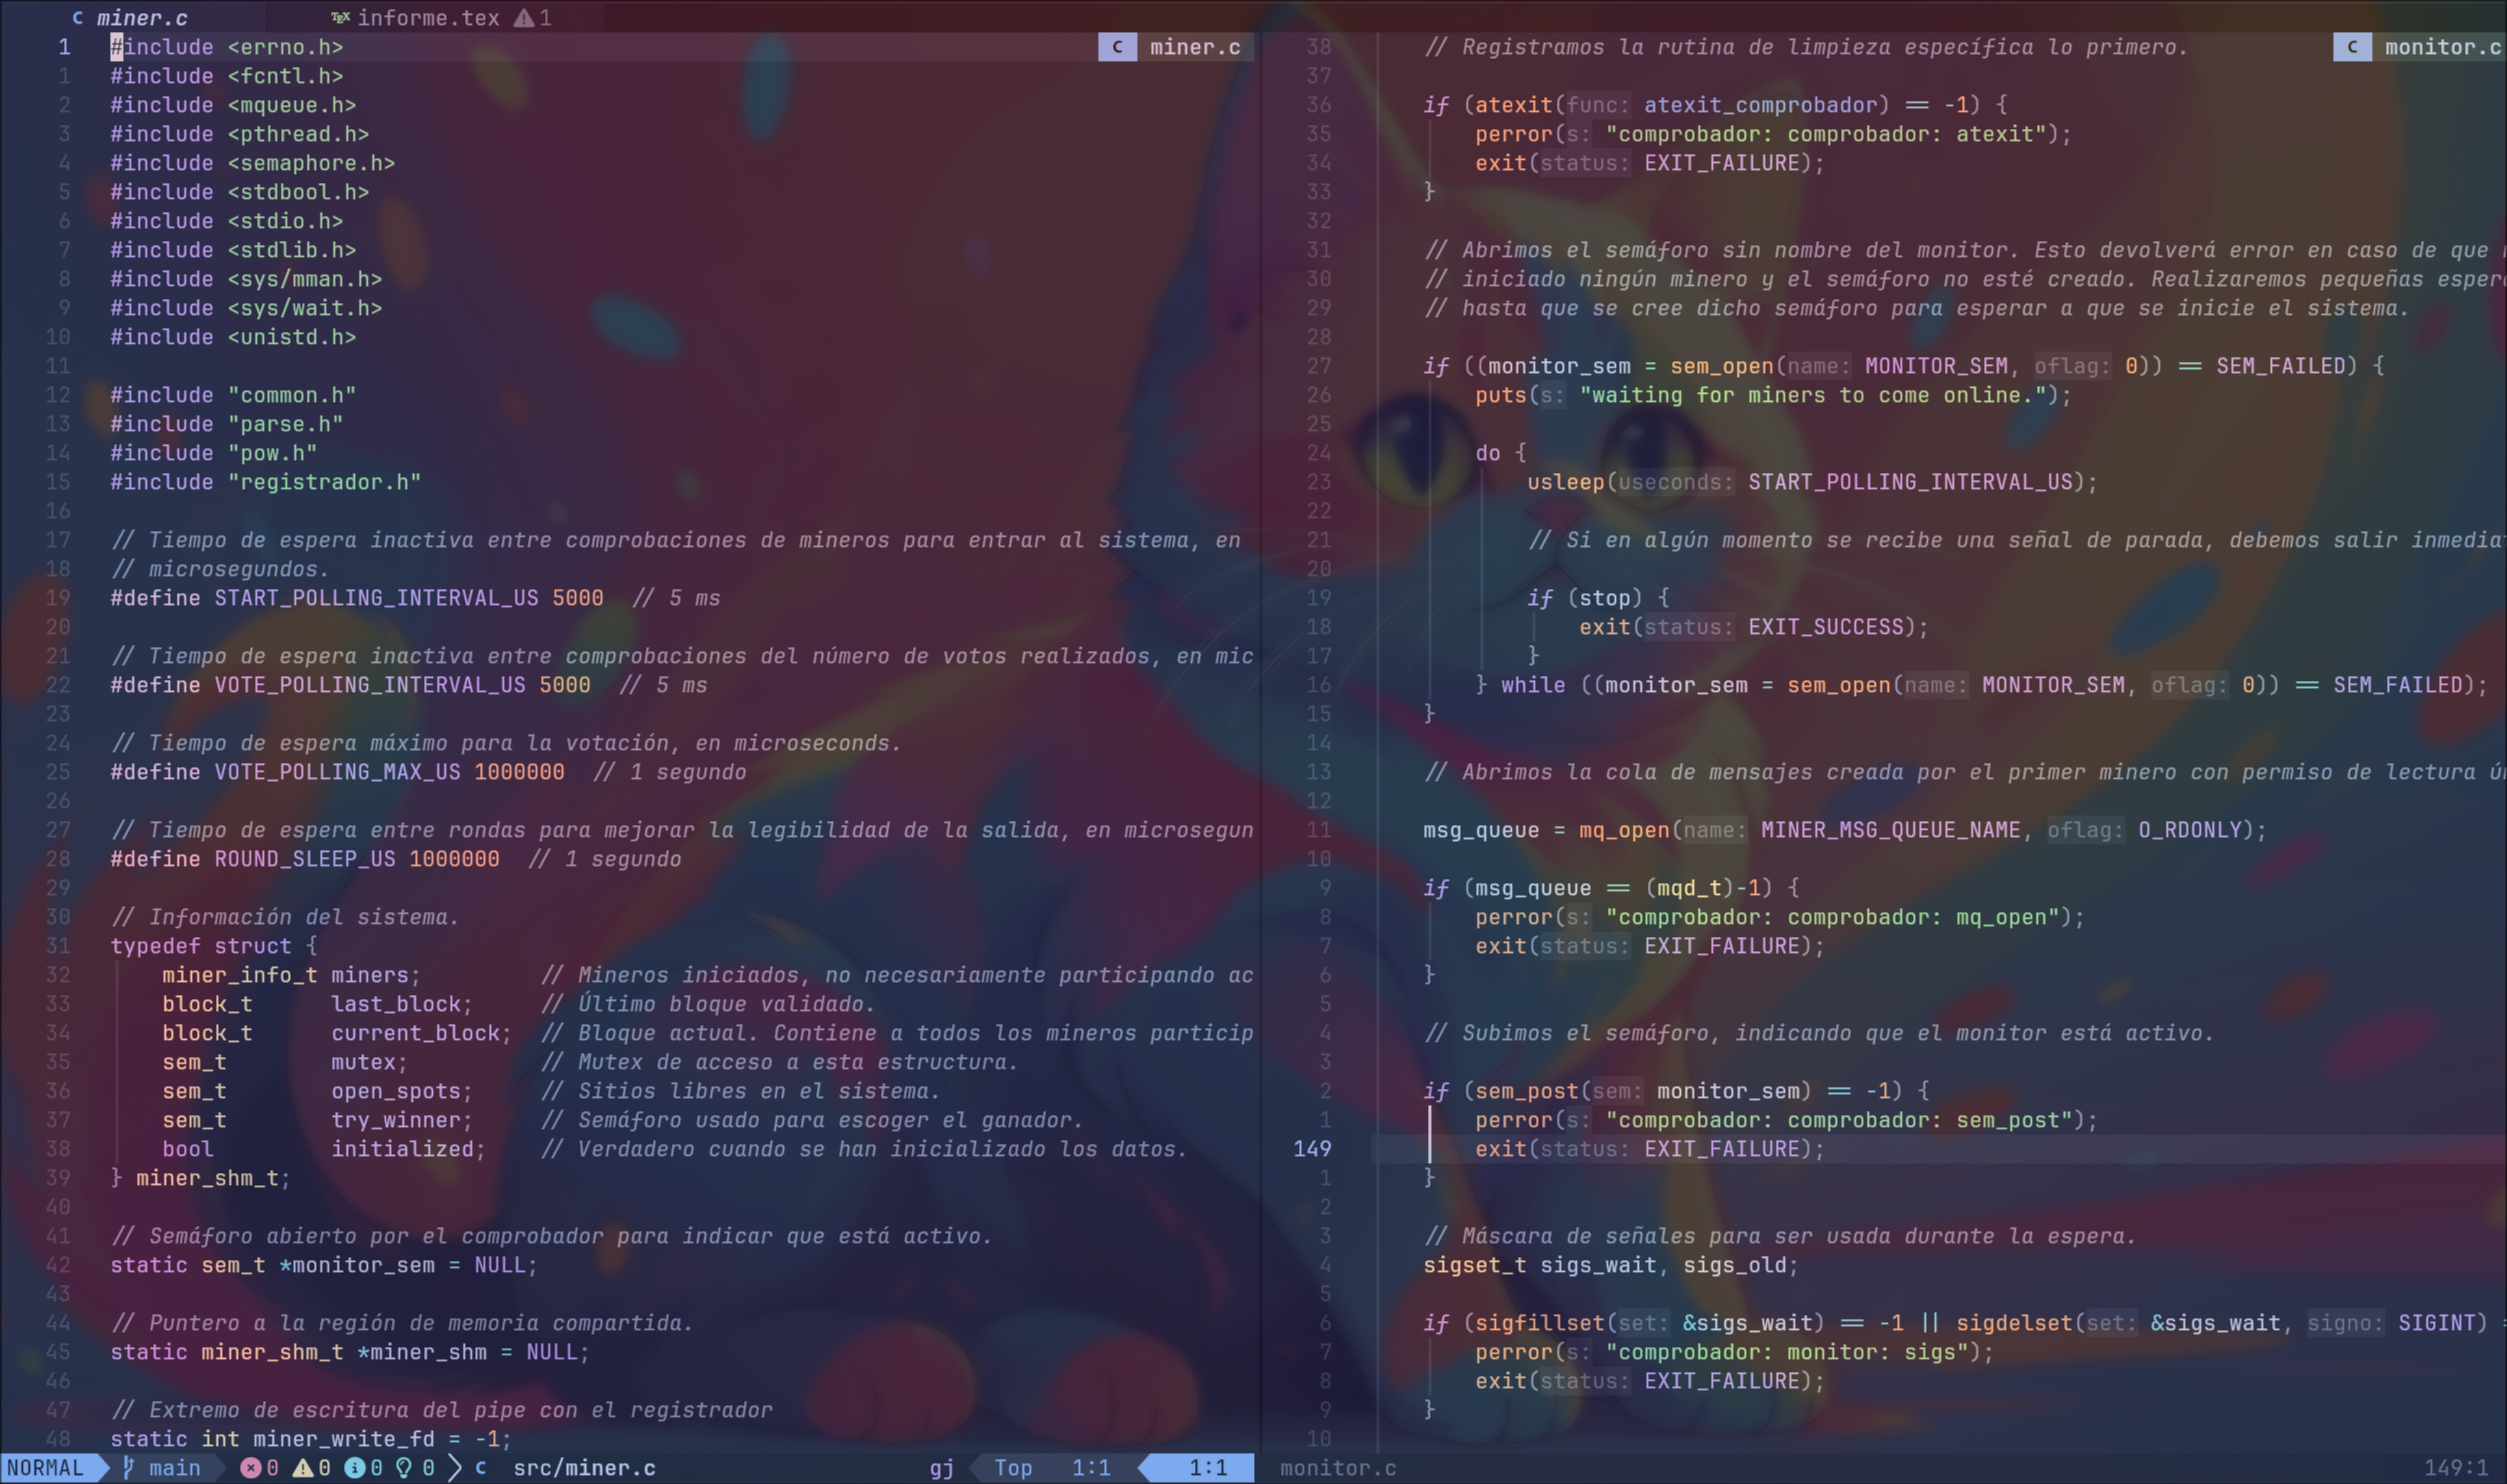 C miner.c TEX informe.tex 1
1 #include <errno.h> C miner.c
1 #include <fcntl.h>
2 #include <mqueue.h>
3 #include <pthread.h>
4 #include <semaphore.h>
5 #include <stdbool.h>
6 #include <stdio.h>
7 #include <stdlib.h>
8 #include <sys/mman.h>
9 #include <sys/wait.h>
10 #include <unistd.h>
11
12 #include "common.h"
13 #include "parse.h"
14 #include "pow.h"
15 #include "registrador.h"
16
17 // Tiempo de espera inactiva entre comprobaciones de mineros para entrar al sistema, en
18 // microsegundos.
19 #define START_POLLING_INTERVAL_US 5000 // 5 ms
20
21 // Tiempo de espera inactiva entre comprobaciones del número de votos realizados, en mic
22 #define VOTE_POLLING_INTERVAL_US 5000 // 5 ms
23
24 // Tiempo de espera máximo para la votación, en microseconds.
25 #define VOTE_POLLING_MAX_US 1000000 // 1 segundo
26
27 // Tiempo de espera entre rondas para mejorar la legibilidad de la salida, en microsegun
28 #define ROUND_SLEEP_US 1000000 // 1 segundo
29
30 // Información del sistema.
31 typedef struct {
32 miner_info_t miners; // Mineros iniciados, no necesariamente participando ac
33 block_t last_block; // Último bloque validado.
34 block_t current_block; // Bloque actual. Contiene a todos los mineros particip
35 sem_t mutex; // Mutex de acceso a esta estructura.
36 sem_t open_spots; // Sitios libres en el sistema.
37 sem_t try_winner; // Semáforo usado para escoger el ganador.
38 bool initialized; // Verdadero cuando se han inicializado los datos.
39 } miner_shm_t;
40
41 // Semáforo abierto por el comprobador para indicar que está activo.
42 static sem_t *monitor_sem = NULL;
43
44 // Puntero a la región de memoria compartida.
45 static miner_shm_t *miner_shm = NULL;
46
47 // Extremo de escritura del pipe con el registrador
48 static int miner_write_fd = -1;
NORMAL main 0 0 0 0 C src/miner.c gj Top 1:1 1:1
38 // Registramos la rutina de limpieza específica lo primero. C monitor.c
37
36 if (atexit(func: atexit_comprobador) == -1) {
35 perror(s: "comprobador: comprobador: atexit");
34 exit(status: EXIT_FAILURE);
33 }
32
31 // Abrimos el semáforo sin nombre del monitor. Esto devolverá error en caso de que
30 // iniciado ningún minero y el semáforo no esté creado. Realizaremos pequeñas esper
29 // hasta que se cree dicho semáforo para esperar a que se inicie el sistema.
28
27 if ((monitor_sem = sem_open(name: MONITOR_SEM, oflag: 0)) == SEM_FAILED) {
26 puts(s: "waiting for miners to come online.");
25
24 do {
23 usleep(useconds: START_POLLING_INTERVAL_US);
22
21 // Si en algún momento se recibe una señal de parada, debemos salir inmedia
20
19 if (stop) {
18 exit(status: EXIT_SUCCESS);
17 }
16 } while ((monitor_sem = sem_open(name: MONITOR_SEM, oflag: 0)) == SEM_FAILED);
15 }
14
13 // Abrimos la cola de mensajes creada por el primer minero con permiso de lectura ú
12
11 msg_queue = mq_open(name: MINER_MSG_QUEUE_NAME, oflag: O_RDONLY);
10
9 if (msg_queue == (mqd_t)-1) {
8 perror(s: "comprobador: comprobador: mq_open");
7 exit(status: EXIT_FAILURE);
6 }
5
4 // Subimos el semáforo, indicando que el monitor está activo.
3
2 if (sem_post(sem: monitor_sem) == -1) {
1 perror(s: "comprobador: comprobador: sem_post");
149 exit(status: EXIT_FAILURE);
1 }
2
3 // Máscara de señales para ser usada durante la espera.
4 sigset_t sigs_wait, sigs_old;
5
6 if (sigfillset(set: &sigs_wait) == -1 || sigdelset(set: &sigs_wait, signo: SIGINT) =
7 perror(s: "comprobador: monitor: sigs");
8 exit(status: EXIT_FAILURE);
9 }
10
monitor.c 149:1